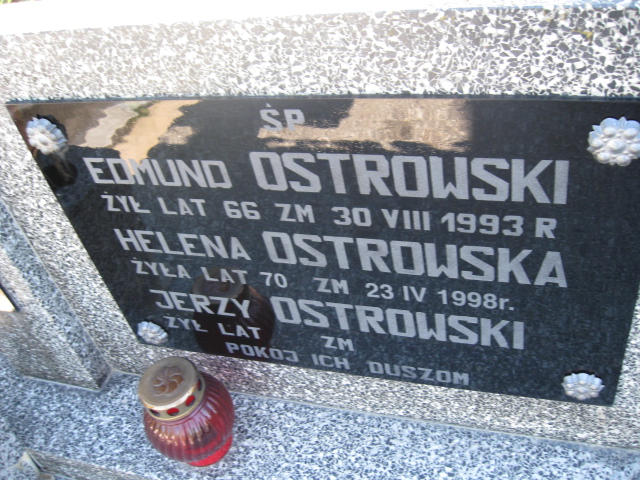 ŚP
EDMUND OSTROWSKI
ŻYŁ LAT 66 ZM 30 VIII 1993 R
HELENA OSTROWSKA
ŻYŁA LAT 70 ZM 23 IV 1998r.
JERZY OSTROWSKI
ŻYŁ LAT ZM
POKÓJ ICH DUSZOM